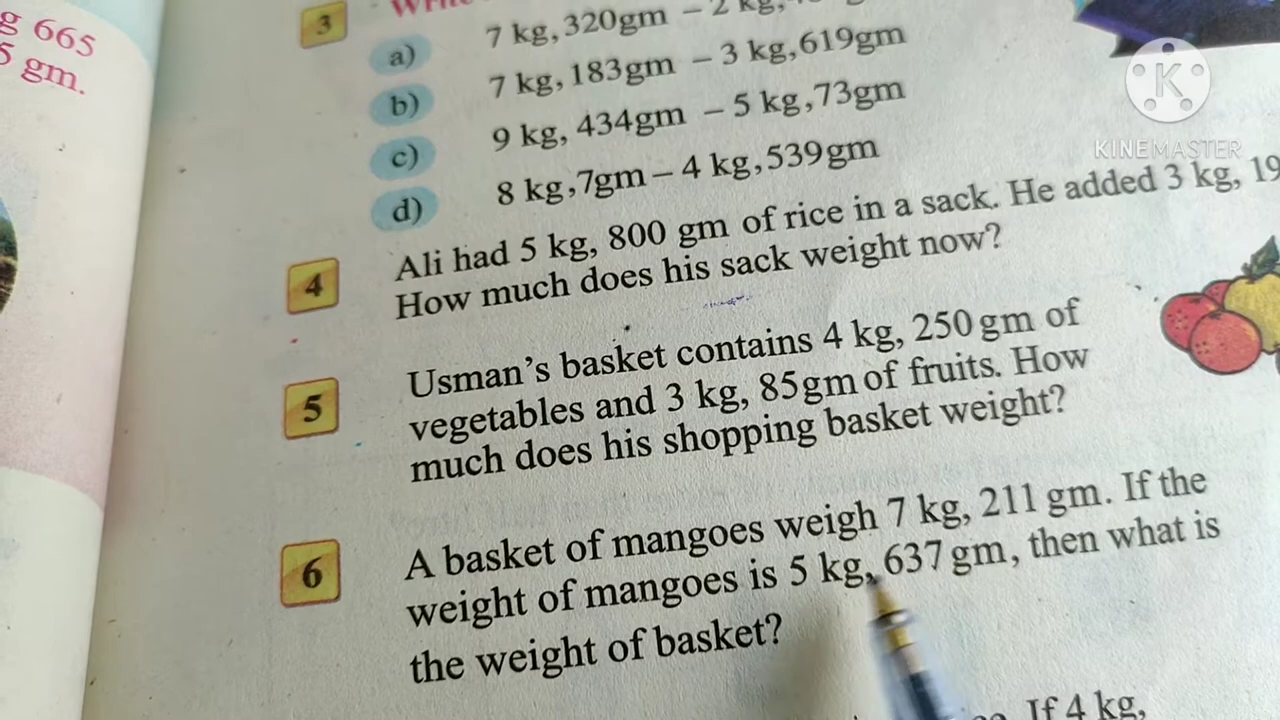 g 665
5 gm.
3
a) 7 kg, 320gm – 2 kg,
b) 7 kg, 183gm – 3 kg,619gm
c) 9 kg, 434gm – 5 kg,73gm
d) 8 kg,7gm – 4 kg,539gm
4 Ali had 5 kg, 800 gm of rice in a sack. He added 3 kg, 19
How much does his sack weight now?
5 Usman's basket contains 4 kg, 250 gm of
vegetables and 3 kg, 85gm of fruits. How
much does his shopping basket weight?
6 A basket of mangoes weigh 7 kg, 211 gm. If the
weight of mangoes is 5 kg, 637 gm, then what is
the weight of basket?
If 4 kg,
K
KINEMASTER